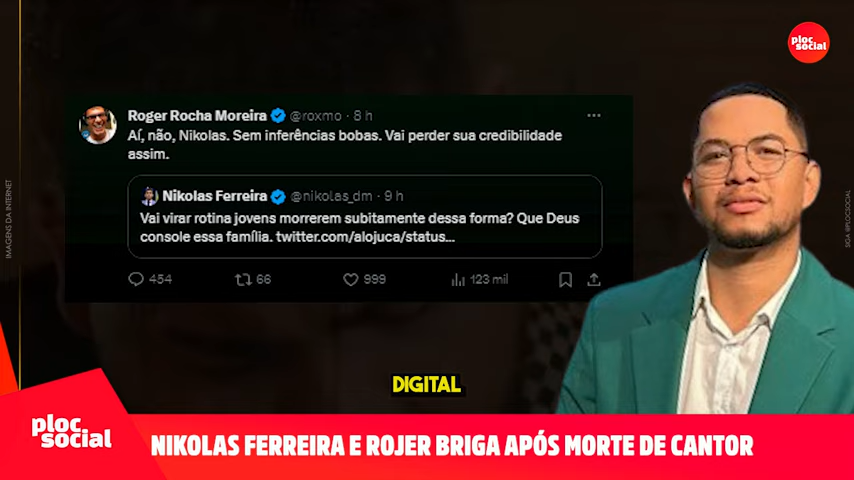 ploc
social
Roger Rocha Moreira @roxmo · 8 h
Aí, não, Nikolas. Sem inferências bobas. Vai perder sua credibilidade
assim.
Nikolas Ferreira @nikolas_dm · 9 h
Vai virar rotina jovens morrerem subitamente dessa forma? Que Deus
console essa família. twitter.com/alojuca/status...
454 66 999 123 mil
IMAGENS DA INTERNET
SIGA @PLOCSOCIAL
DIGITAL
ploc
social
NIKOLAS FERREIRA E ROJER BRIGA APÓS MORTE DE CANTOR